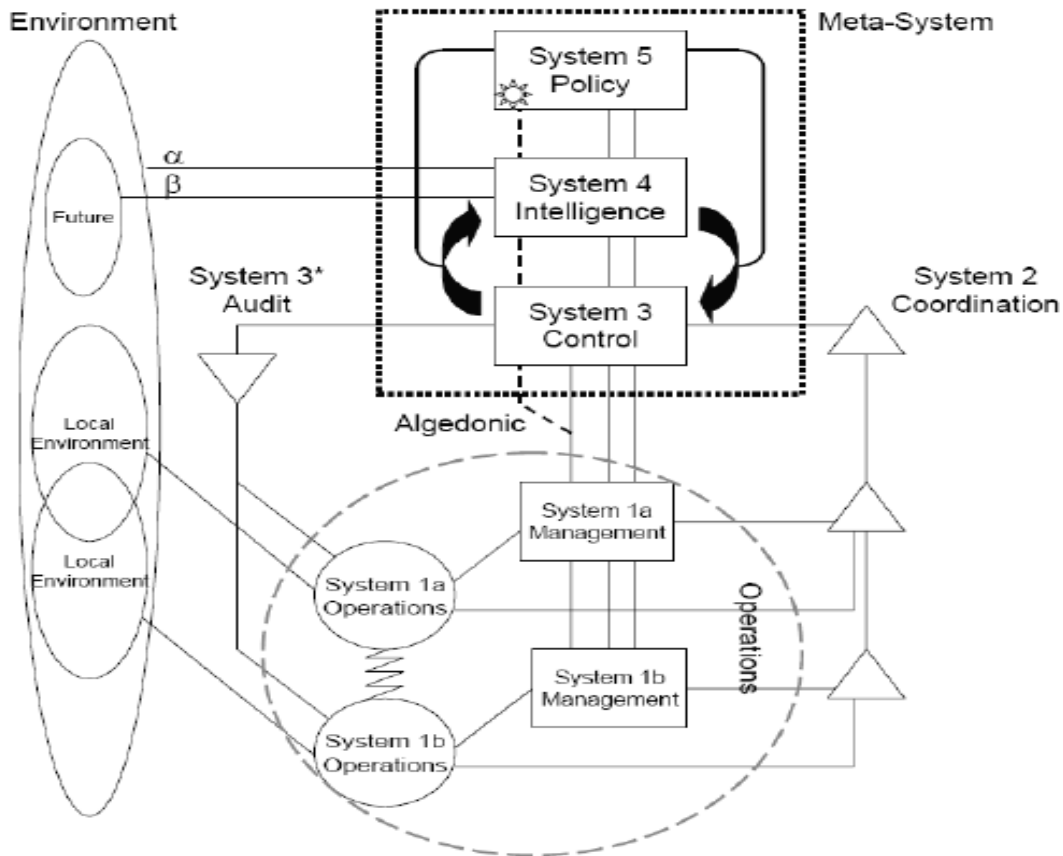 Environment
Meta-System
System 5
Policy
α
β
System 4
Intelligence
Future
System 3*
Audit
System 2
Coordination
System 3
Control
Algedonic
Local
Environment
System 1a
Management
Local
Environment
System 1a
Operations
Operations
System 1b
Management
System 1b
Operations